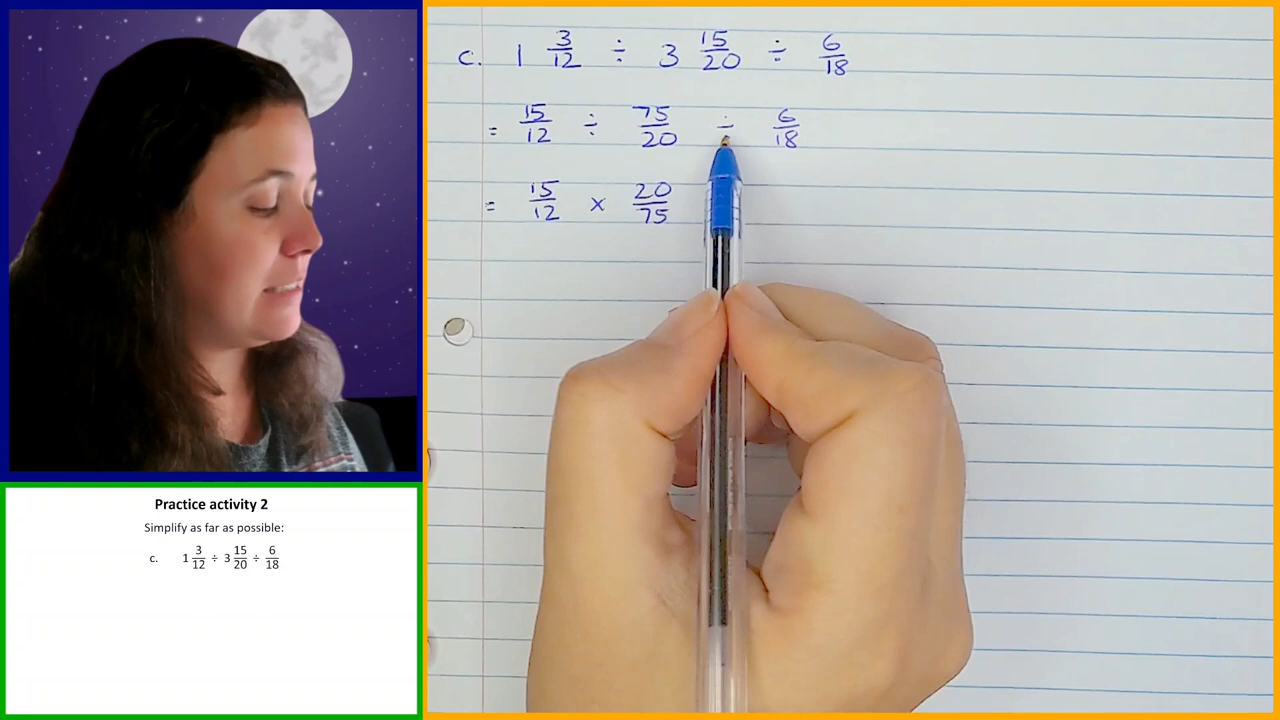 c. 1 3/12 ÷ 3 15/20 ÷ 6/18
= 15/12 ÷ 75/20 ÷ 6/18
= 15/12 × 20/75
Practice activity 2
Simplify as far as possible:
c. 1 3/12 ÷ 3 15/20 ÷ 6/18